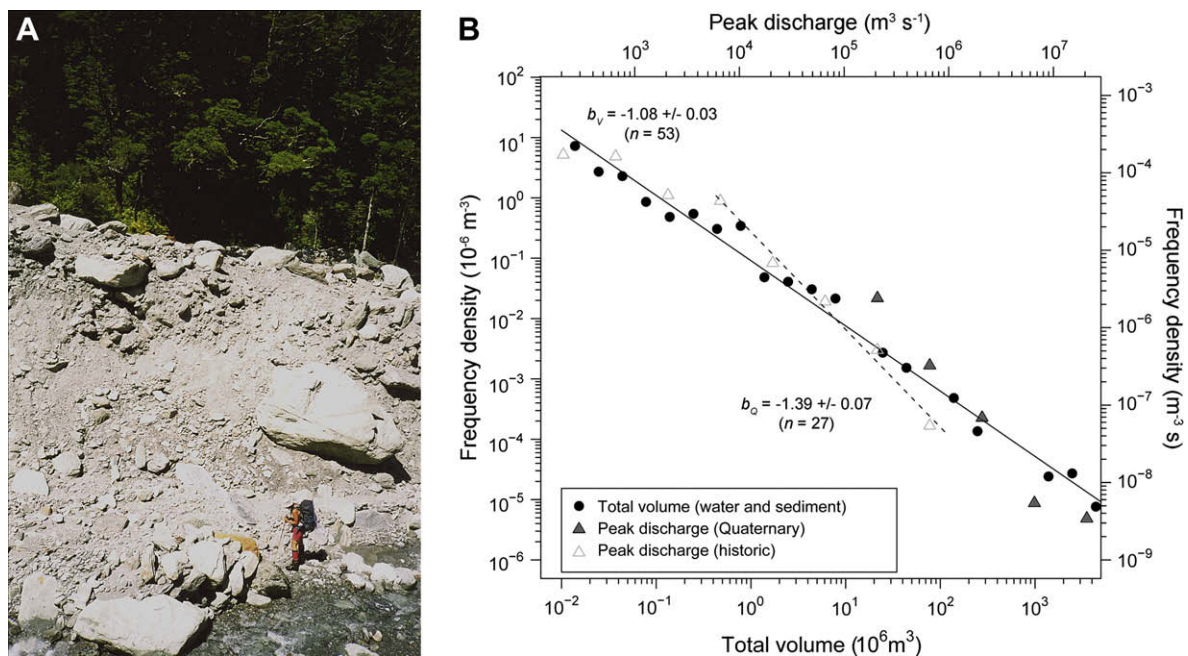 A
B
Peak discharge (m³ s⁻¹)
10³ 10⁴ 10⁵ 10⁶ 10⁷
10²
10¹
10⁰
10⁻¹
10⁻²
10⁻³
10⁻⁴
10⁻⁵
10⁻⁶
Frequency density (10⁻⁶ m⁻³)
b_V = -1.08 +/- 0.03
(n = 53)
b_Q = -1.39 +/- 0.07
(n = 27)
Total volume (water and sediment)
Peak discharge (Quaternary)
Peak discharge (historic)
10⁻³
10⁻⁴
10⁻⁵
10⁻⁶
10⁻⁷
10⁻⁸
10⁻⁹
Frequency density (m⁻³ s)
10⁻² 10⁻¹ 10⁰ 10¹ 10² 10³
Total volume (10⁶m³)